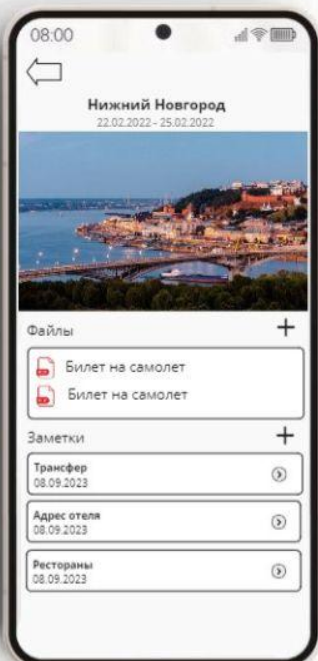 08:00
Нижний Новгород
22.02.2022 - 25.02.2022
Файлы
Билет на самолет
Билет на самолет
Заметки
Трансфер
08.09.2023
Адрес отеля
08.09.2023
Рестораны
08.09.2023